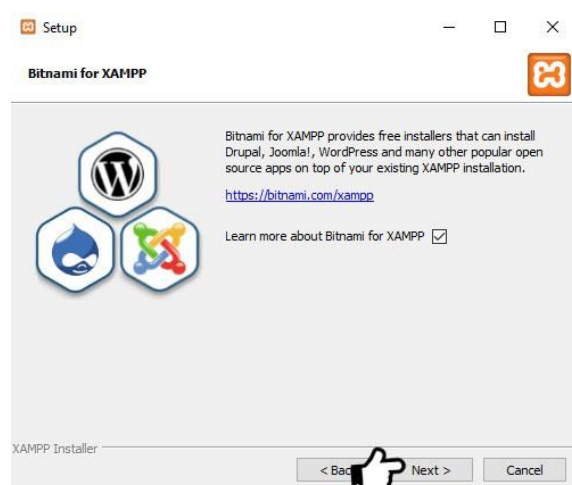 Setup
Bitnami for XAMPP
Bitnami for XAMPP provides free installers that can install
Drupal, Joomla!, WordPress and many other popular open
source apps on top of your existing XAMPP installation.
https://bitnami.com/xampp
Learn more about Bitnami for XAMPP
XAMPP Installer
< Bac
Next >
Cancel